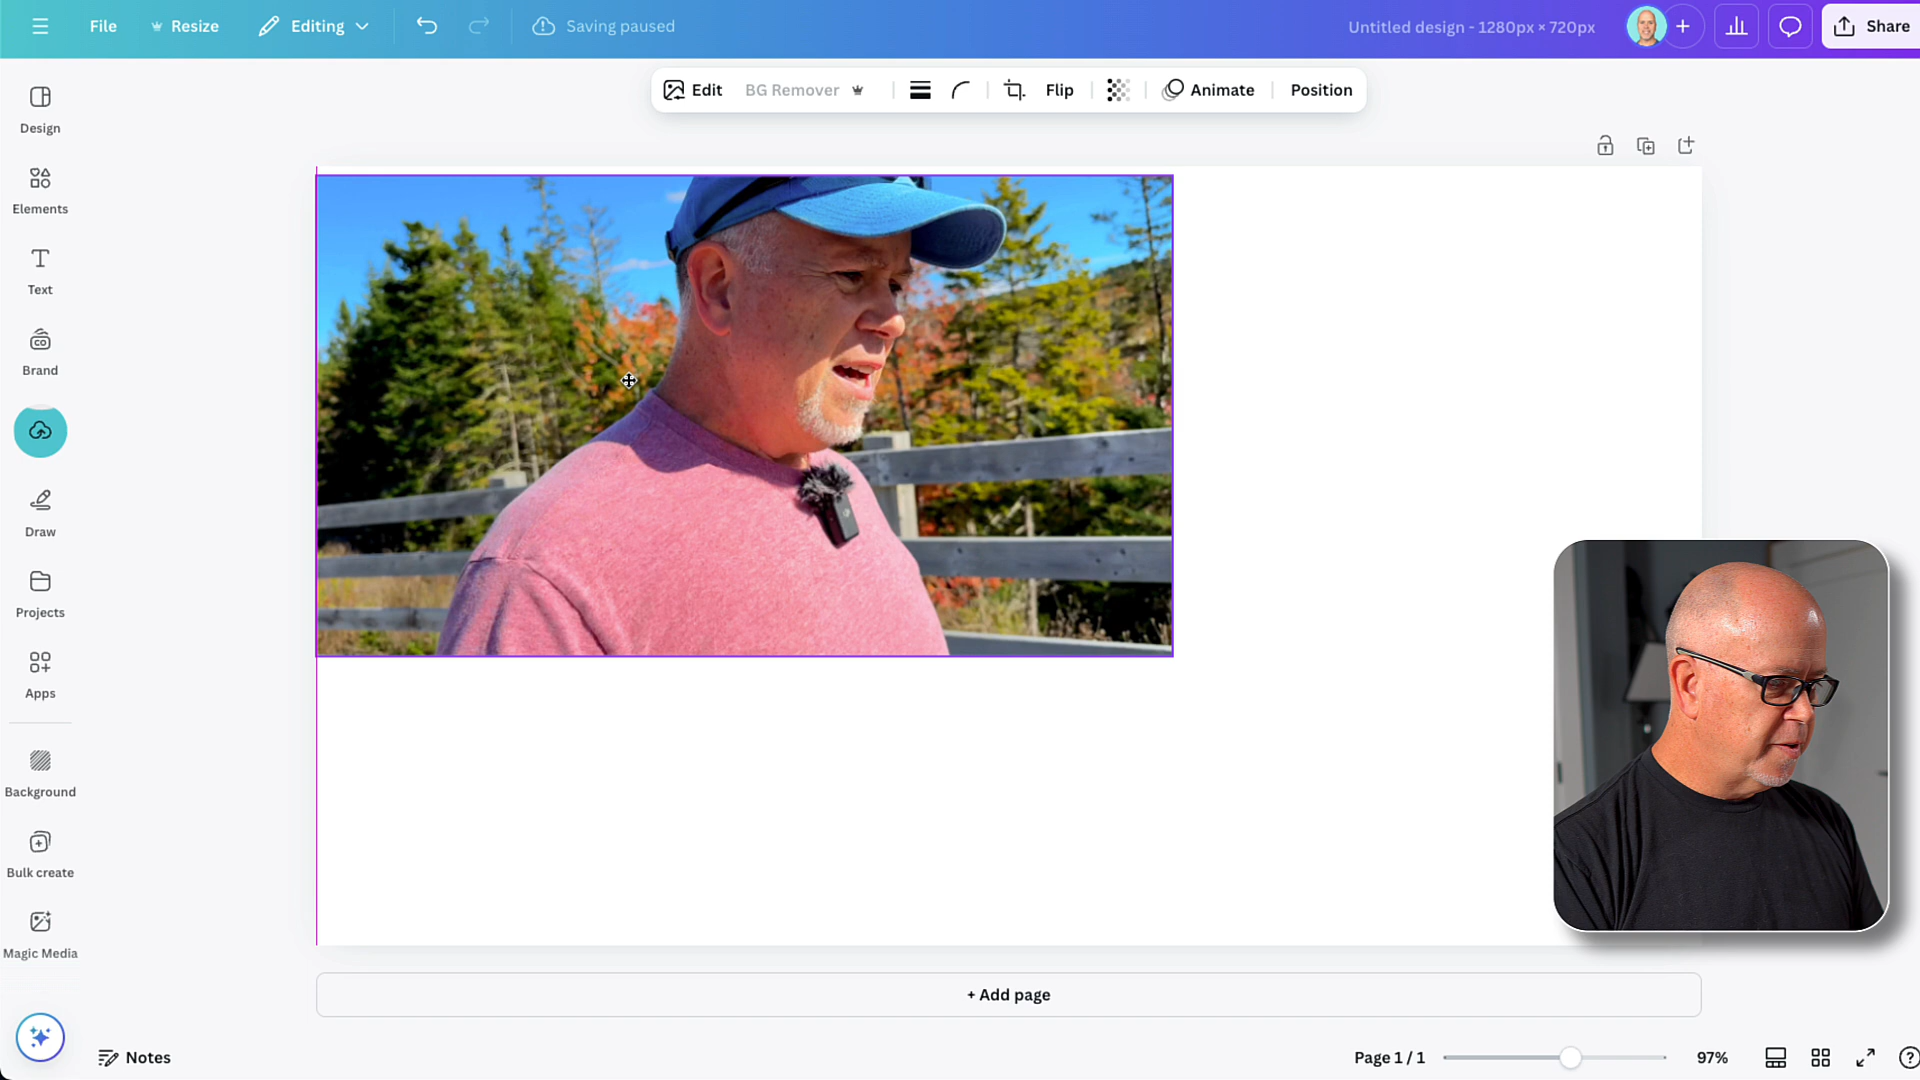 File
Resize
Editing
Saving paused
Untitled design - 1280px × 720px
Share
Edit
BG Remover
Flip
Animate
Position
Design
Elements
Text
Brand
Draw
Projects
Apps
Background
Bulk create
Magic Media
+ Add page
Notes
Page 1 / 1
97%